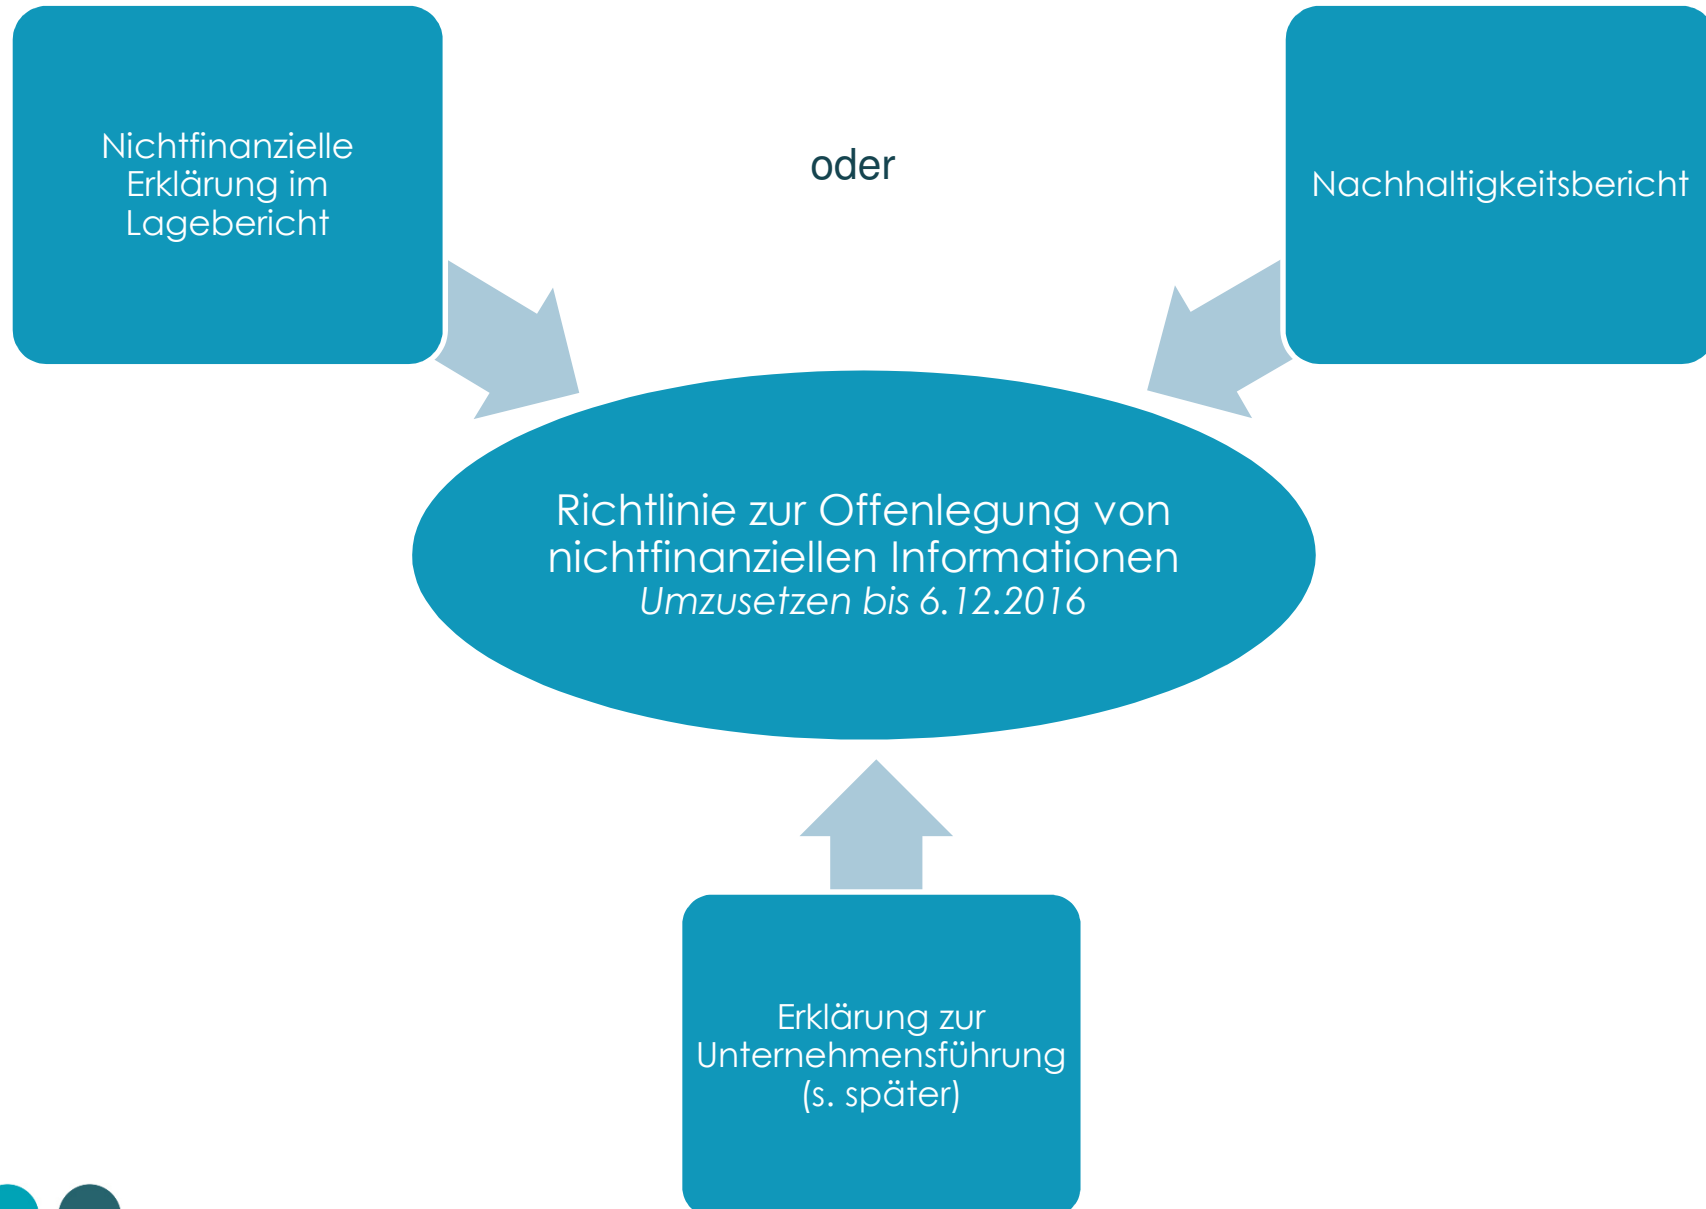 Nichtfinanzielle
Erklärung im
Lagebericht
oder
Nachhaltigkeitsbericht
Richtlinie zur Offenlegung von
nichtfinanziellen Informationen
Umzusetzen bis 6.12.2016
Erklärung zur
Unternehmensführung
(s. später)